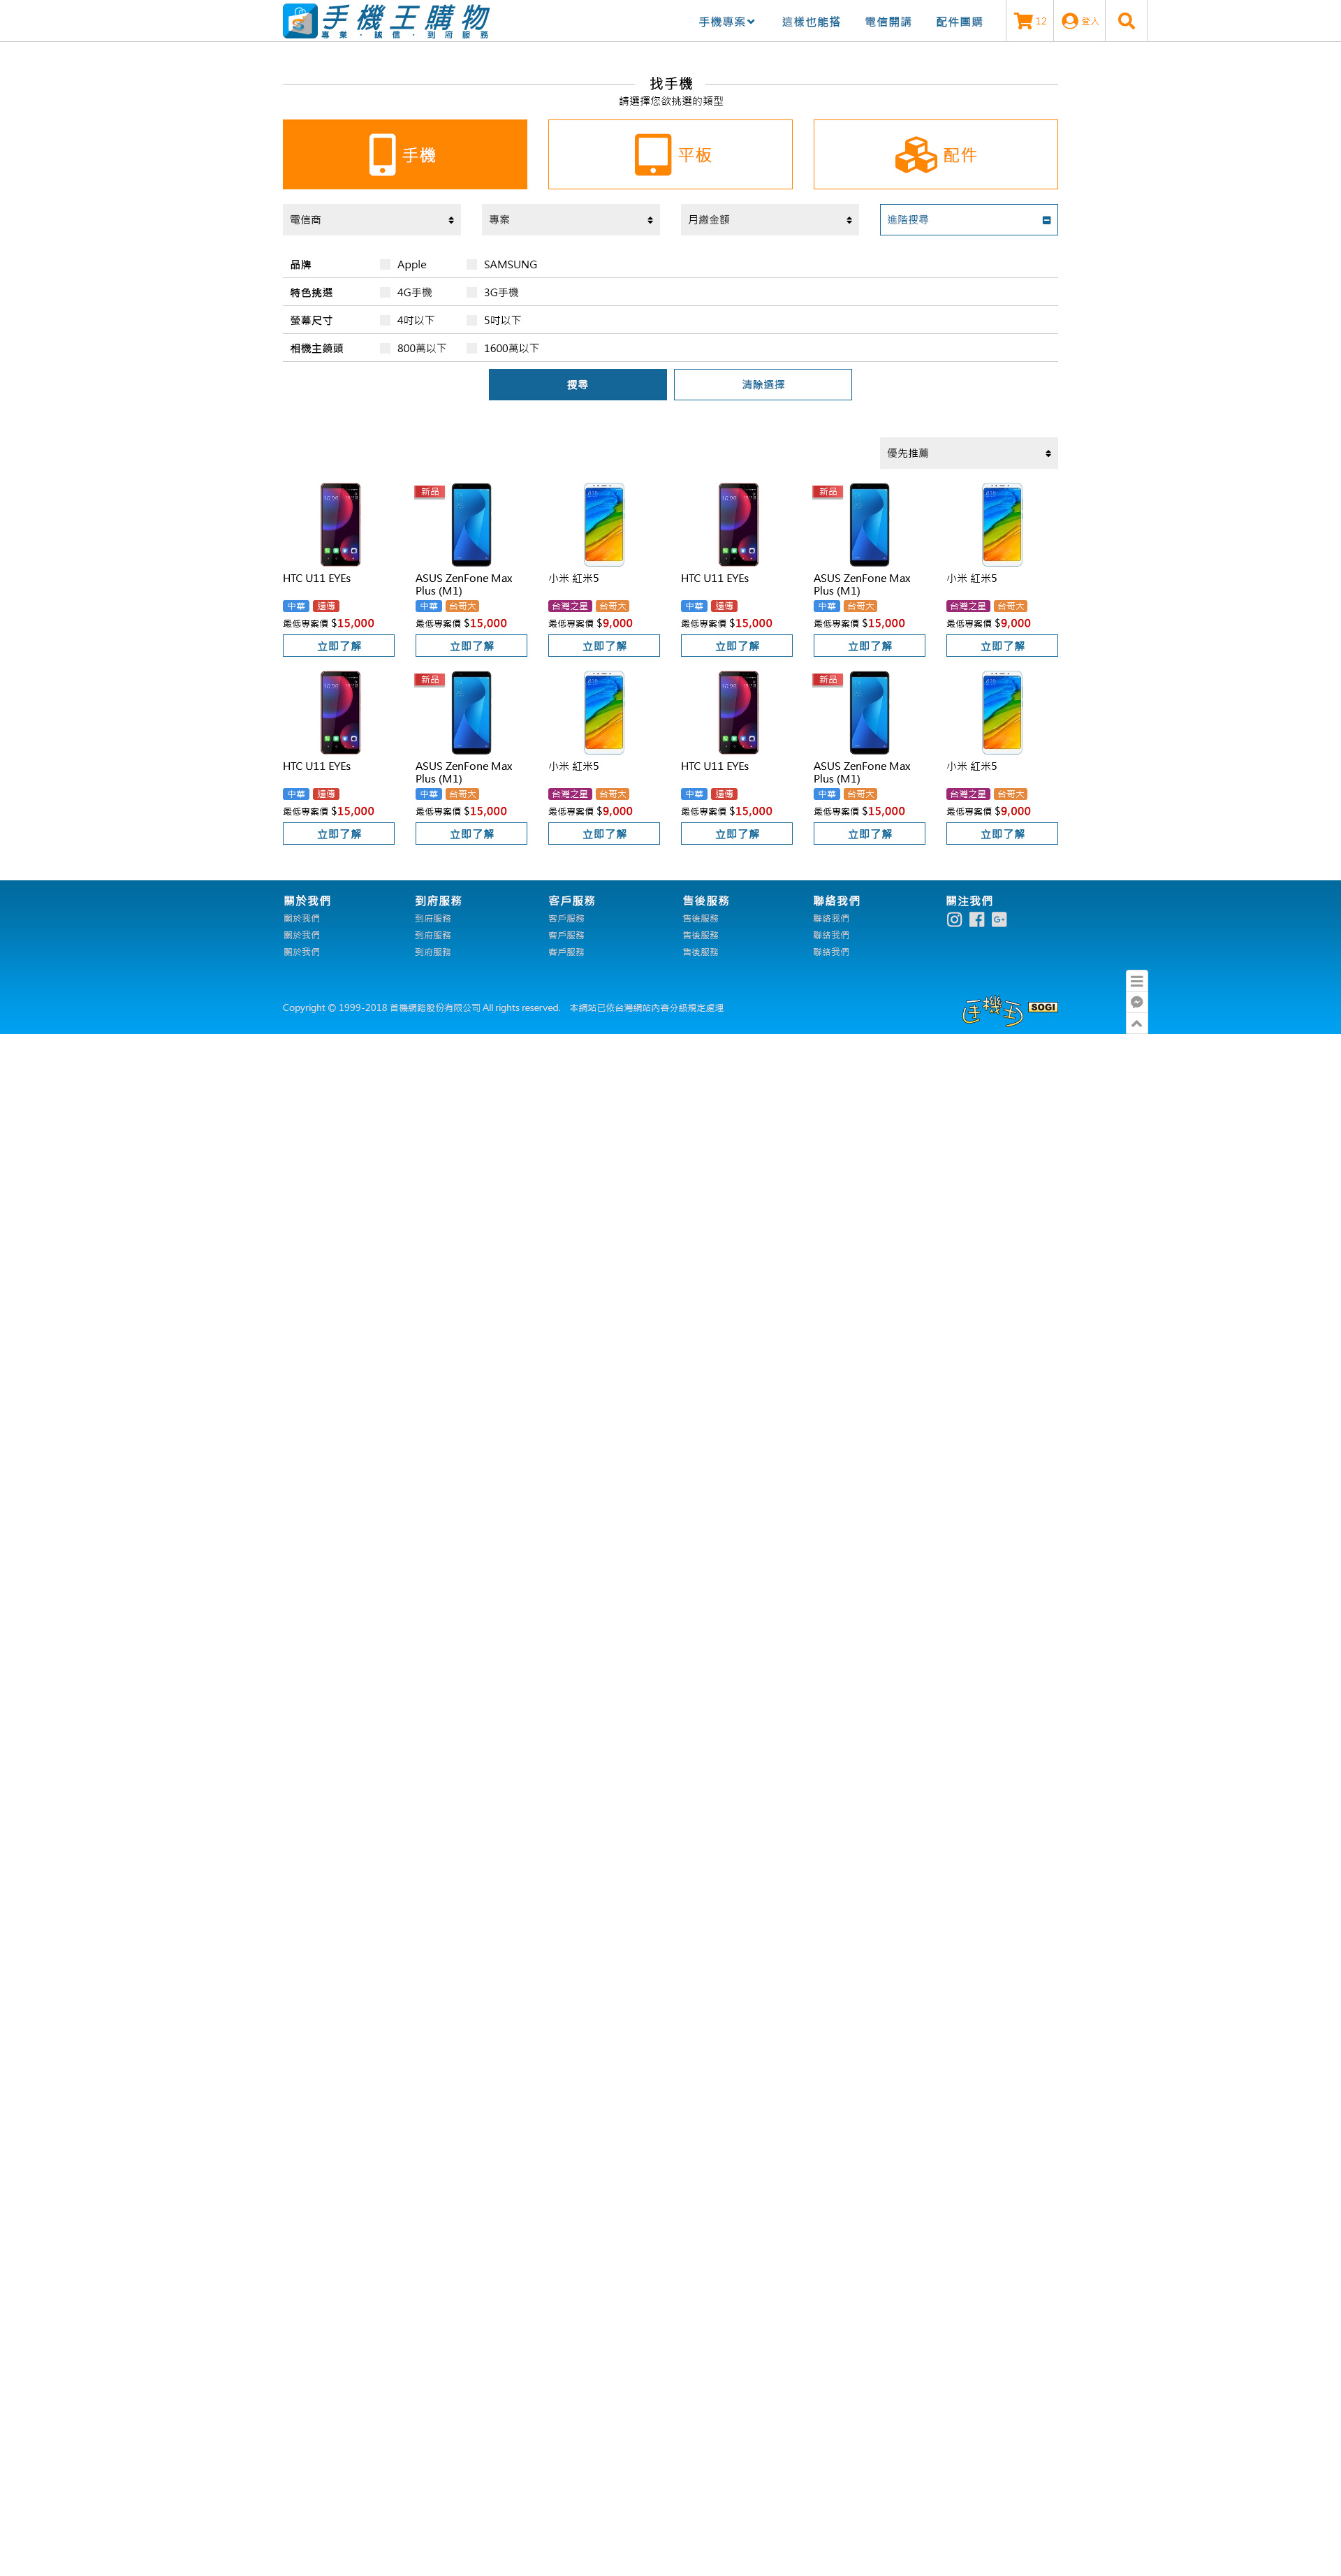 手機王購物
專業・誠信・到府服務
手機專案 這樣也能搭 電信開講 配件團購 12 登入
找手機
請選擇您欲挑選的類型
手機 平板 配件
電信商 專案 月繳金額 進階搜尋
品牌 Apple SAMSUNG
特色挑選 4G手機 3G手機
螢幕尺寸 4吋以下 5吋以下
相機主鏡頭 800萬以下 1600萬以下
搜尋 清除選擇
優先推薦
新品 新品
HTC U11 EYEs ASUS ZenFone Max 小米 紅米5 HTC U11 EYEs ASUS ZenFone Max 小米 紅米5
Plus (M1) Plus (M1)
中華 遠傳 中華 台哥大 台灣之星 台哥大 中華 遠傳 中華 台哥大 台灣之星 台哥大
最低專案價 $15,000 最低專案價 $15,000 最低專案價 $9,000 最低專案價 $15,000 最低專案價 $15,000 最低專案價 $9,000
立即了解 立即了解 立即了解 立即了解 立即了解 立即了解
新品 新品
HTC U11 EYEs ASUS ZenFone Max 小米 紅米5 HTC U11 EYEs ASUS ZenFone Max 小米 紅米5
Plus (M1) Plus (M1)
中華 遠傳 中華 台哥大 台灣之星 台哥大 中華 遠傳 中華 台哥大 台灣之星 台哥大
最低專案價 $15,000 最低專案價 $15,000 最低專案價 $9,000 最低專案價 $15,000 最低專案價 $15,000 最低專案價 $9,000
立即了解 立即了解 立即了解 立即了解 立即了解 立即了解
關於我們 到府服務 客戶服務 售後服務 聯絡我們 關注我們
關於我們 到府服務 客戶服務 售後服務 聯絡我們
關於我們 到府服務 客戶服務 售後服務 聯絡我們
關於我們 到府服務 客戶服務 售後服務 聯絡我們
Copyright © 1999-2018 首機網路股份有限公司 All rights reserved. 本網站已依台灣網站內容分級規定處理
手機王 SOGI